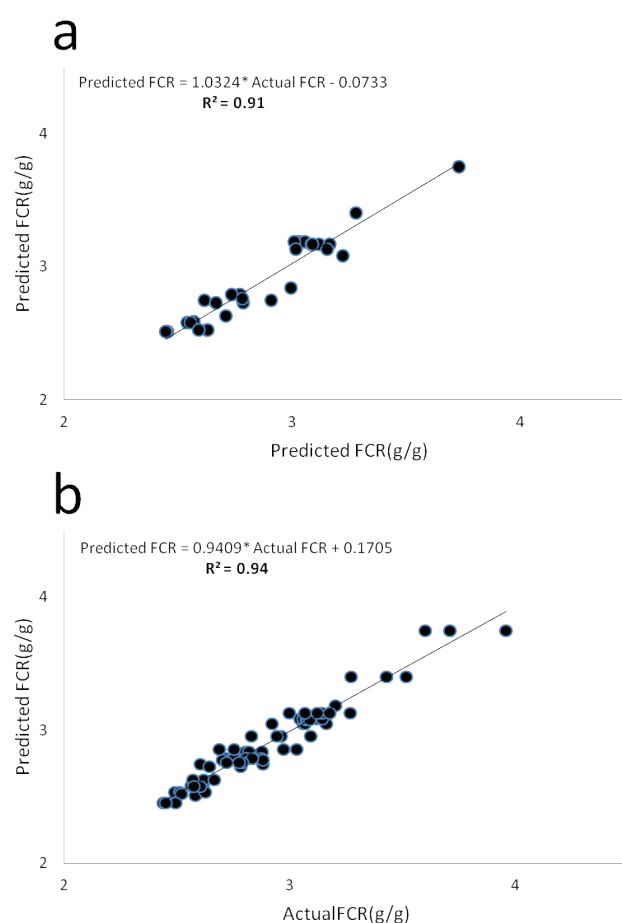 a
Predicted FCR = 1.0324* Actual FCR - 0.0733
R² = 0.91
4
3
2
Predicted FCR(g/g)
2 3 4
Predicted FCR(g/g)
b
Predicted FCR = 0.9409* Actual FCR + 0.1705
R² = 0.94
4
3
2
Predicted FCR(g/g)
2 3 4
ActualFCR(g/g)